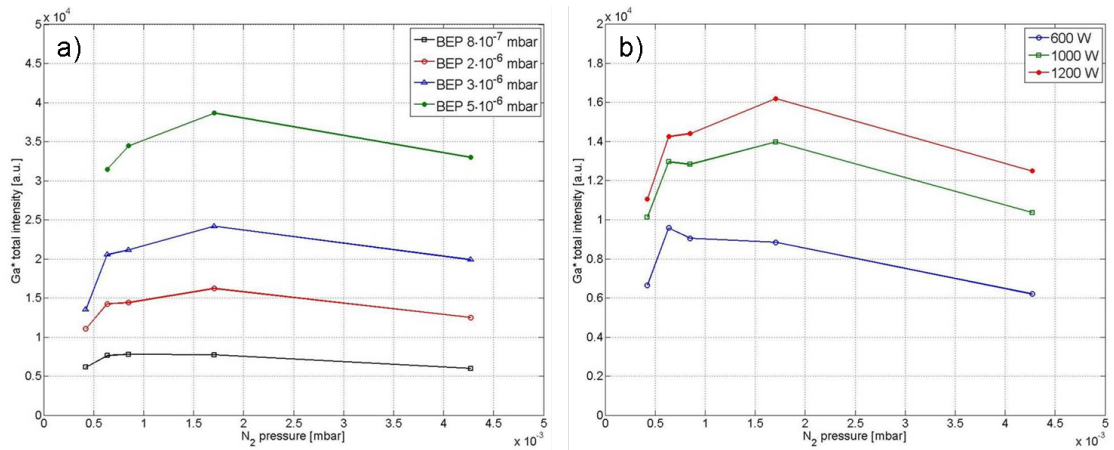 x 10⁴
a)
BEP 8·10⁻⁷ mbar
BEP 2·10⁻⁶ mbar
BEP 3·10⁻⁶ mbar
BEP 5·10⁻⁶ mbar
Ga* total intensity [a.u.]
5
4.5
4
3.5
3
2.5
2
1.5
1
0.5
0
0 0.5 1 1.5 2 2.5 3 3.5 4 4.5 5
N₂ pressure [mbar]
x 10⁻³
x 10⁴
b)
600 W
1000 W
1200 W
Ga* total intensity [a.u.]
2
1.8
1.6
1.4
1.2
1
0.8
0.6
0.4
0.2
0
0 0.5 1 1.5 2 2.5 3 3.5 4 4.5 5
N₂ pressure [mbar]
x 10⁻³